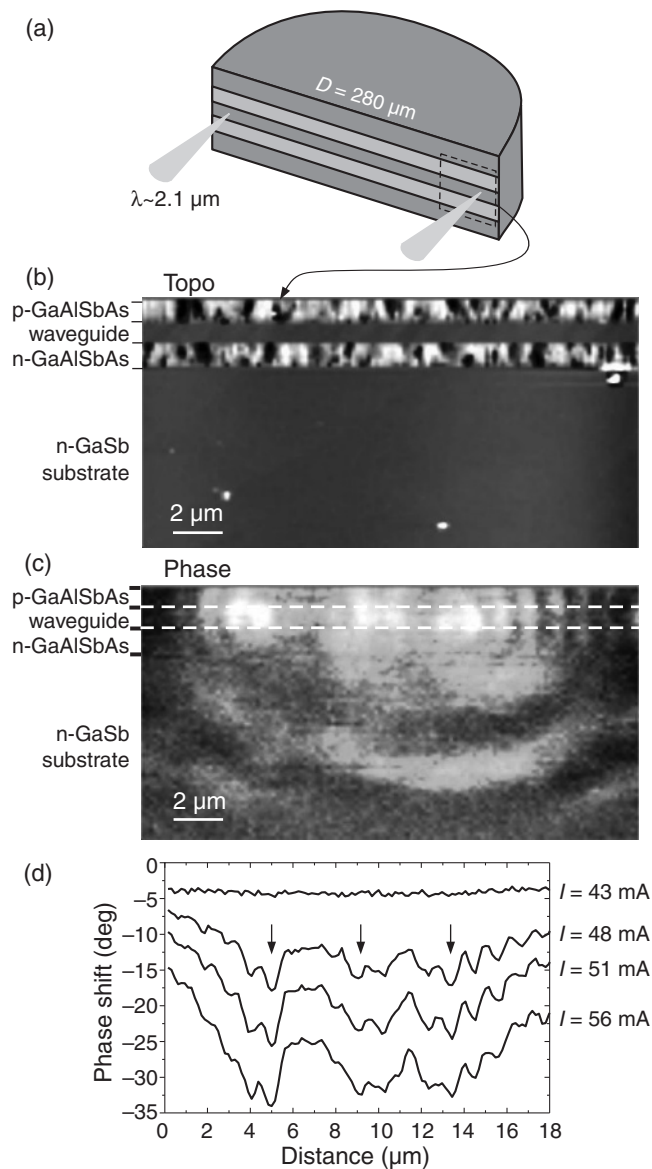 (a)
D = 280 µm
λ~2.1 µm
(b)
Topo
p-GaAlSbAs
waveguide
n-GaAlSbAs
n-GaSb
substrate
2 µm
(c)
Phase
p-GaAlSbAs
waveguide
n-GaAlSbAs
n-GaSb
substrate
2 µm
(d)
Phase shift (deg)
0
−5
−10
−15
−20
−25
−30
−35
I = 43 mA
I = 48 mA
I = 51 mA
I = 56 mA
0 2 4 6 8 10 12 14 16 18
Distance (µm)